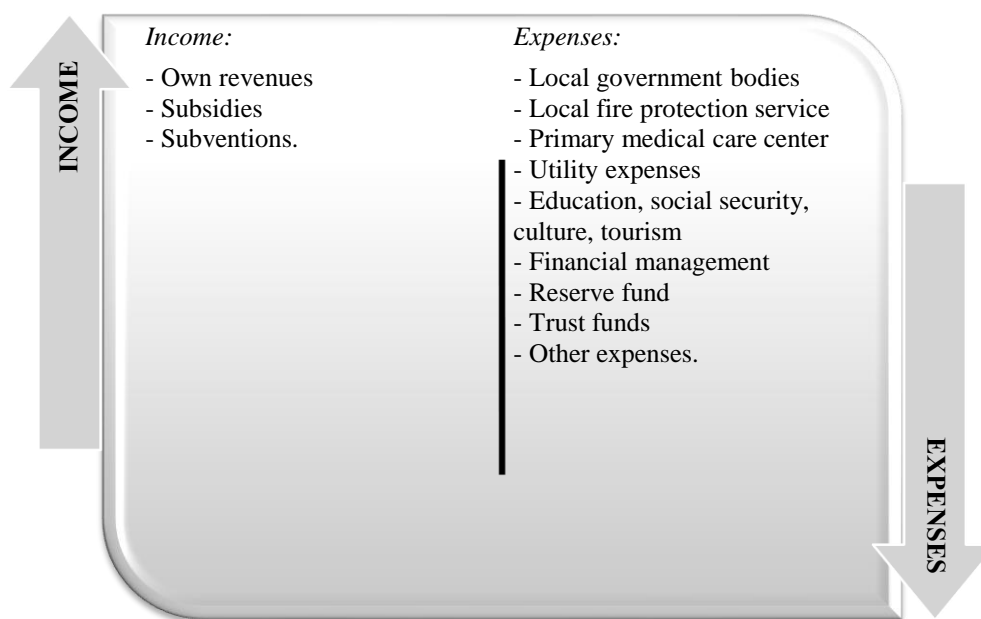 INCOME
Income:
- Own revenues
- Subsidies
- Subventions.
Expenses:
- Local government bodies
- Local fire protection service
- Primary medical care center
- Utility expenses
- Education, social security,
culture, tourism
- Financial management
- Reserve fund
- Trust funds
- Other expenses.
EXPENSES